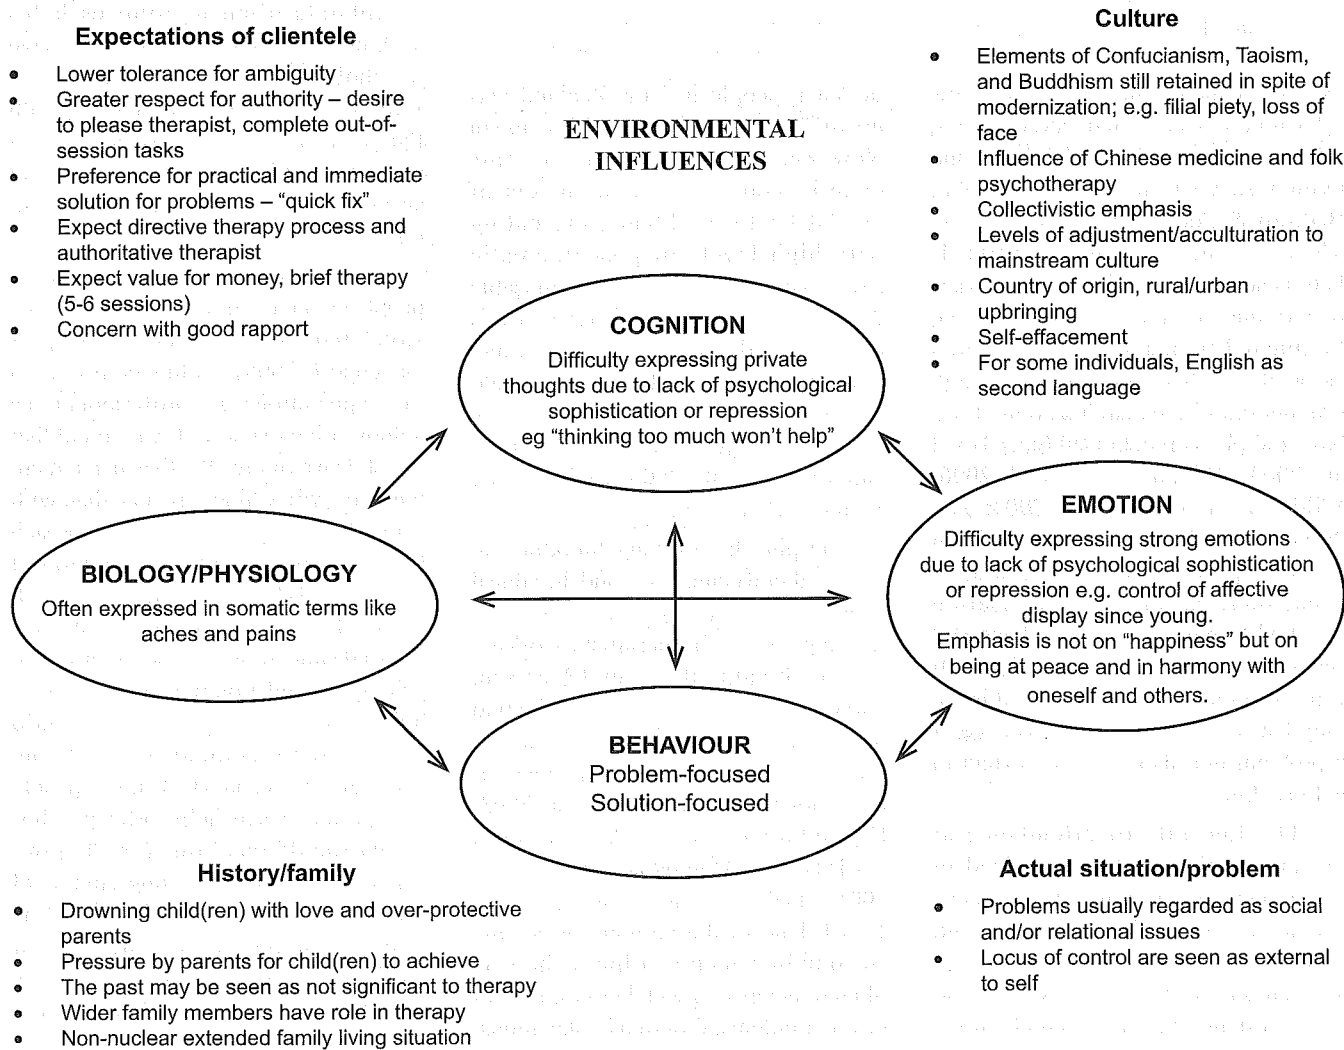 Expectations of clientele
• Lower tolerance for ambiguity
• Greater respect for authority – desire
to please therapist, complete out-of-
session tasks
• Preference for practical and immediate
solution for problems – “quick fix”
• Expect directive therapy process and
authoritative therapist
• Expect value for money, brief therapy
(5-6 sessions)
• Concern with good rapport
ENVIRONMENTAL
INFLUENCES
Culture
• Elements of Confucianism, Taoism,
and Buddhism still retained in spite of
modernization; e.g. filial piety, loss of
face
• Influence of Chinese medicine and folk
psychotherapy
• Collectivistic emphasis
• Levels of adjustment/acculturation to
mainstream culture
• Country of origin, rural/urban
upbringing
• Self-effacement
• For some individuals, English as
second language
COGNITION
Difficulty expressing private
thoughts due to lack of psychological
sophistication or repression
eg “thinking too much won’t help”
BIOLOGY/PHYSIOLOGY
Often expressed in somatic terms like
aches and pains
EMOTION
Difficulty expressing strong emotions
due to lack of psychological sophistication
or repression e.g. control of affective
display since young.
Emphasis is not on “happiness” but on
being at peace and in harmony with
oneself and others.
BEHAVIOUR
Problem-focused
Solution-focused
History/family
• Drowning child(ren) with love and over-protective
parents
• Pressure by parents for child(ren) to achieve
• The past may be seen as not significant to therapy
• Wider family members have role in therapy
• Non-nuclear extended family living situation
Actual situation/problem
• Problems usually regarded as social
and/or relational issues
• Locus of control are seen as external
to self